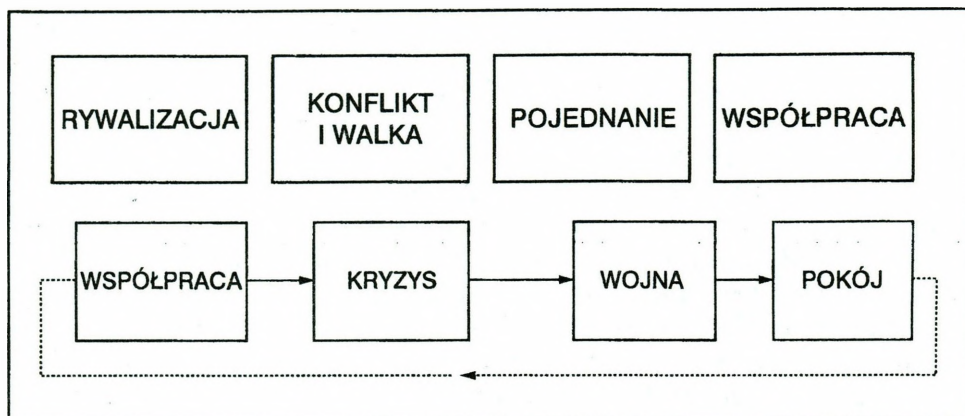 RYWALIZACJA
KONFLIKT
I WALKA
POJEDNANIE
WSPÓŁPRACA
WSPÓŁPRACA
KRYZYS
WOJNA
POKÓJ